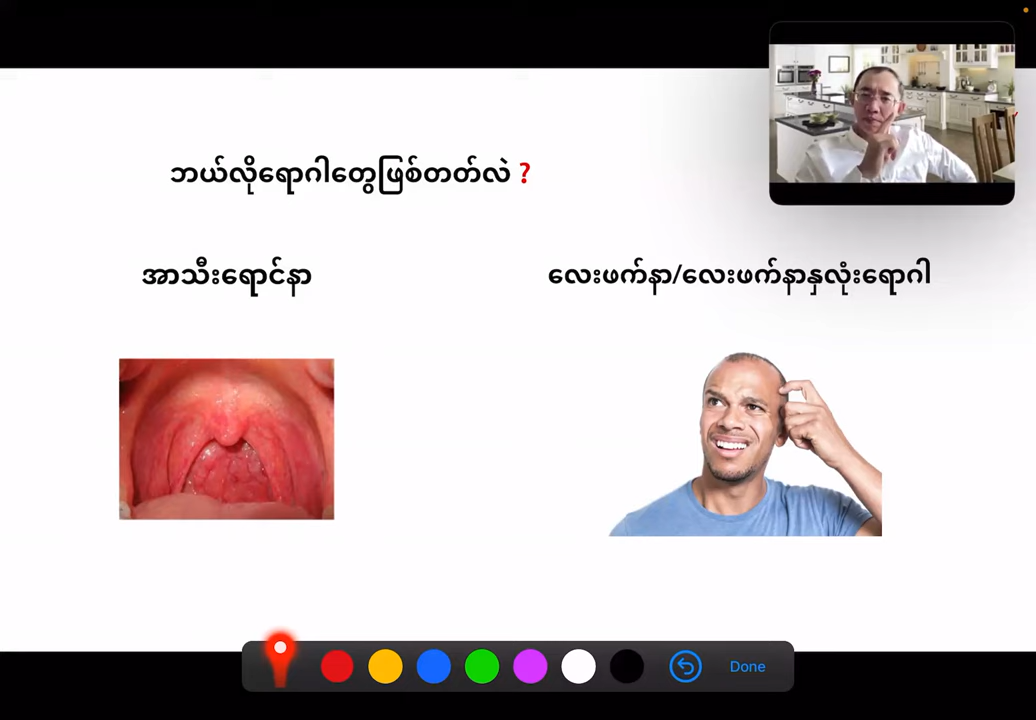 ဘယ်လိုရောဂါတွေဖြစ်တတ်လဲ ?
အာသီးရောင်နာ
လေးဖက်နာ/လေးဖက်နာနှလုံးရောဂါ
Done